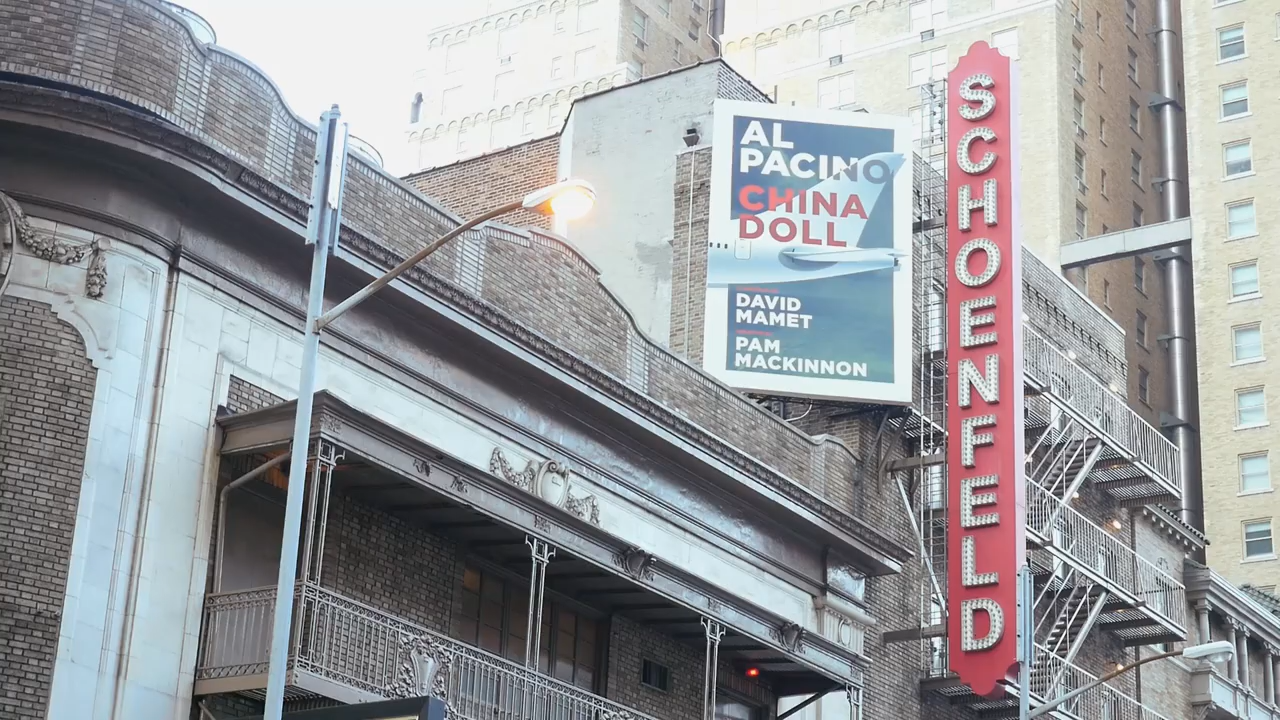 AL
PACINO
CHINA
DOLL
DAVID
MAMET
PAM
MACKINNON
SCHOENFELD